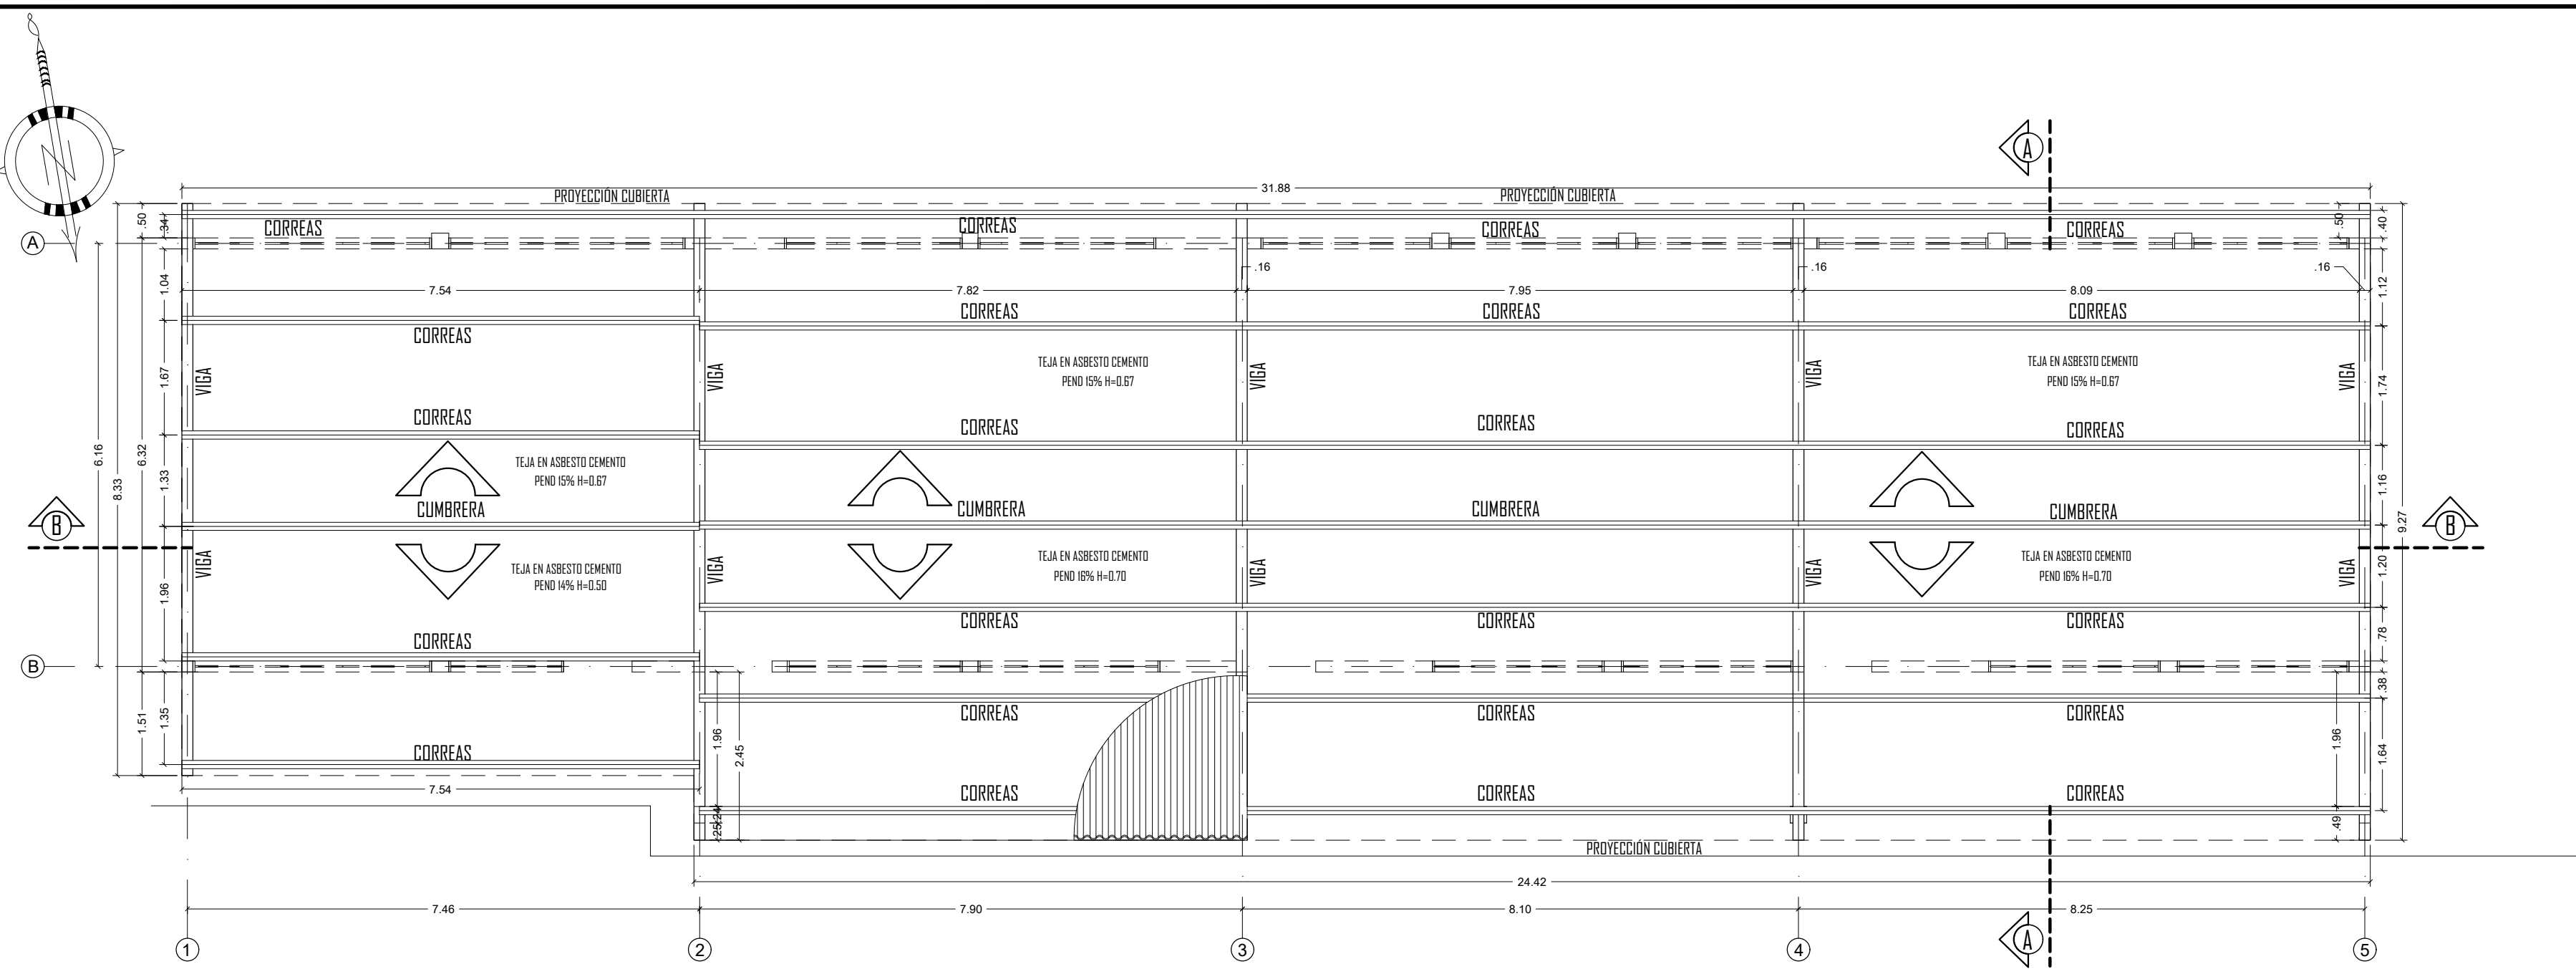 31.88
PROYECCIÓN CUBIERTA
PROYECCIÓN CUBIERTA
A
A
.50
.34
CORREAS
CORREAS
CORREAS
CORREAS
.50
.40
.16
.16
.16
1.04
7.54
7.82
7.95
8.09
1.12
CORREAS
CORREAS
CORREAS
CORREAS
VIGA
VIGA
VIGA
VIGA
VIGA
TEJA EN ASBESTO CEMENTO
PEND 15% H=0.67
TEJA EN ASBESTO CEMENTO
PEND 15% H=0.67
1.67
1.74
CORREAS
CORREAS
CORREAS
CORREAS
6.16
8.33
6.32
1.33
TEJA EN ASBESTO CEMENTO
PEND 15% H=0.67
1.16
CUMBRERA
CUMBRERA
CUMBRERA
CUMBRERA
9.27
B
B
VIGA
VIGA
VIGA
VIGA
VIGA
TEJA EN ASBESTO CEMENTO
PEND 14% H=0.50
TEJA EN ASBESTO CEMENTO
PEND 16% H=0.70
TEJA EN ASBESTO CEMENTO
PEND 16% H=0.70
1.20
1.96
CORREAS
CORREAS
CORREAS
CORREAS
.78
B
.38
1.51
1.35
CORREAS
CORREAS
CORREAS
1.96
2.45
1.96
1.64
CORREAS
7.54
CORREAS
CORREAS
CORREAS
.24
.25
.49
PROYECCIÓN CUBIERTA
24.42
7.46
7.90
8.10
8.25
A
1
2
3
4
5